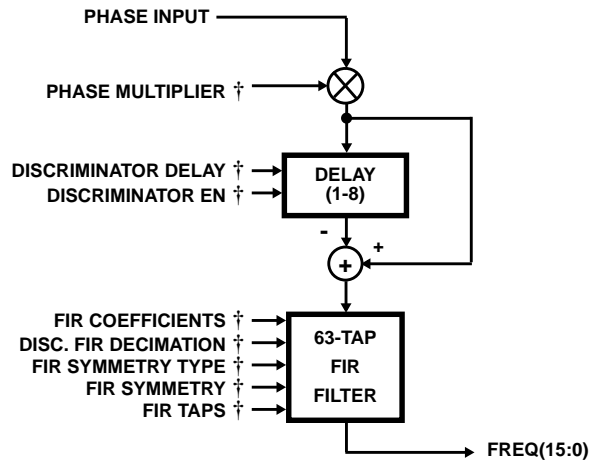 PHASE INPUT
PHASE MULTIPLIER †
DISCRIMINATOR DELAY †
DISCRIMINATOR EN †
DELAY
(1-8)
-
+
+
FIR COEFFICIENTS †
DISC. FIR DECIMATION †
FIR SYMMETRY TYPE †
FIR SYMMETRY †
FIR TAPS †
63-TAP
FIR
FILTER
FREQ(15:0)